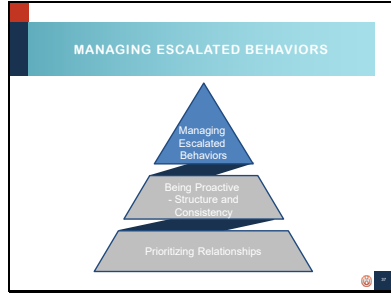 MANAGING ESCALATED BEHAVIORS
Managing
Escalated
Behaviors
Being Proactive
- Structure and
Consistency
Prioritizing Relationships